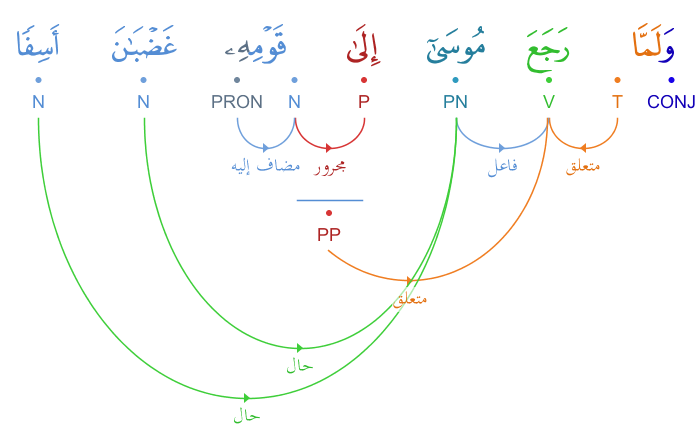 وَلَمَّا رَجَعَ مُوسَىٰٓ إِلَىٰ قَوْمِهِۦ غَضْبَـٰنَ أَسِفًا
CONJ T V PN P N PRON N N
متعلق فاعل مجرور مضاف إليه
PP
متعلق
حال
حال